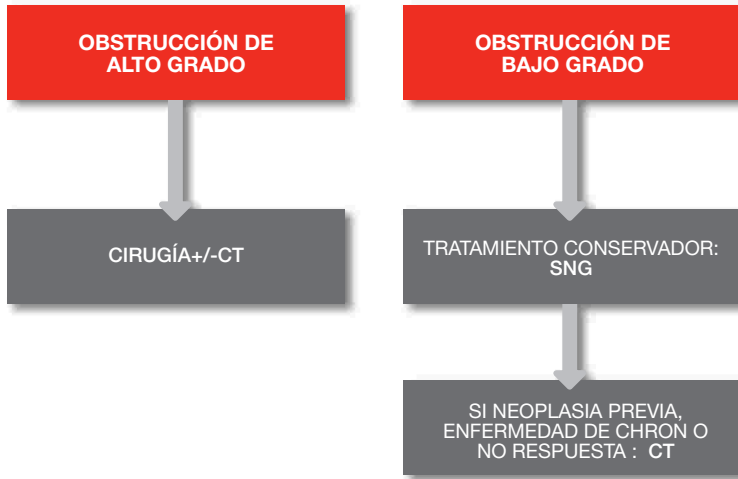 OBSTRUCCIÓN DE
ALTO GRADO
CIRUGÍA+/-CT
OBSTRUCCIÓN DE
BAJO GRADO
TRATAMIENTO CONSERVADOR:
SNG
SI NEOPLASIA PREVIA,
ENFERMEDAD DE CHRON O
NO RESPUESTA : CT